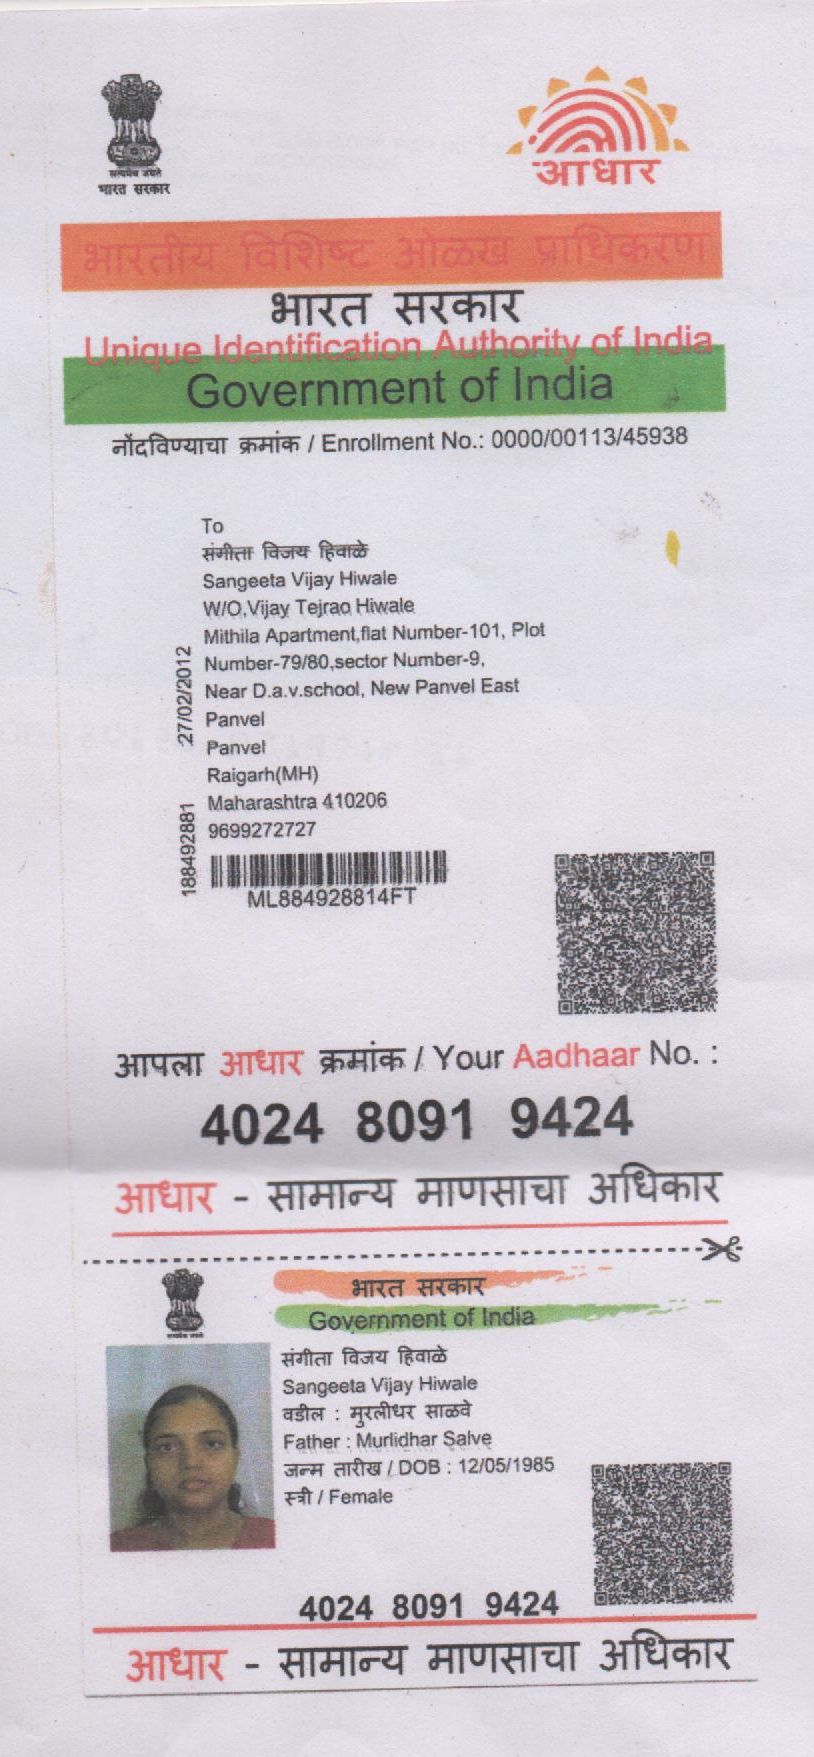 सत्यमेव जयते
भारत सरकार
आधार
भारतीय विशिष्ट ओळख प्राधिकरण
भारत सरकार
Unique Identification Authority of India
Government of India
नोंदविण्याचा क्रमांक / Enrollment No.: 0000/00113/45938
To
संगीता विजय हिवाळे
Sangeeta Vijay Hiwale
W/O,Vijay Tejrao Hiwale
Mithila Apartment,flat Number-101, Plot
Number-79/80,sector Number-9,
Near D.a.v.school, New Panvel East
Panvel
Panvel
Raigarh(MH)
Maharashtra 410206
9699272727
27/02/2012
188492881
ML884928814FT
आपला आधार क्रमांक / Your Aadhaar No. :
4024 8091 9424
आधार - सामान्य माणसाचा अधिकार
भारत सरकार
Government of India
संगीता विजय हिवाळे
Sangeeta Vijay Hiwale
वडील : मुरलीधर साळवे
Father : Murlidhar Salve
जन्म तारीख / DOB : 12/05/1985
स्त्री / Female
4024 8091 9424
आधार - सामान्य माणसाचा अधिकार